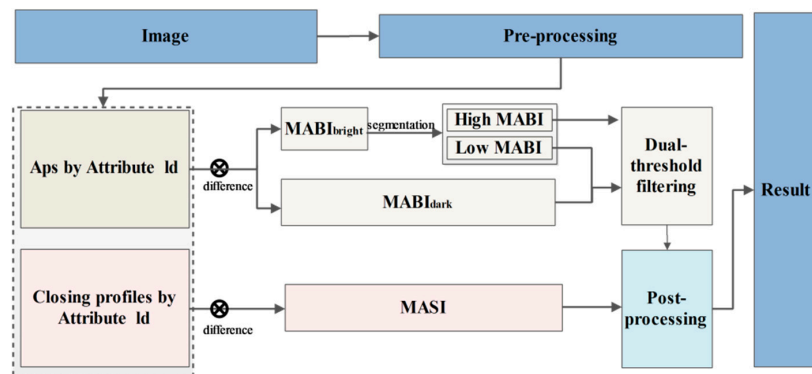 Image
Pre-processing
Aps by Attribute ld
difference
MABIbright
segmentation
High MABI
Low MABI
MABIdark
Dual-
threshold
filtering
Result
Closing profiles by
Attribute ld
difference
MASI
Post-
processing